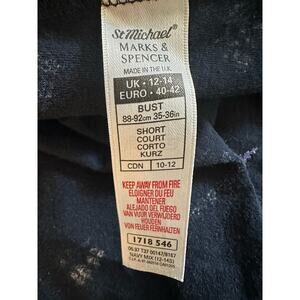 St Michael®
MARKS &
SPENCER
MADE IN THE U.K.
UK · 12-14
EURO · 40-42
BUST
88-92cm 35-36in
SHORT
COURT
CORTO
KURZ
CDN 10-12
KEEP AWAY FROM FIRE
ELOIGNER DU FEU
MANTENER
ALEJADO DEL FUEGO
VAN VUUR VERWIJDERD
HOUDEN
VON FEUER FERNHALTEN
1718 546
NAVY MIX (12-14S)